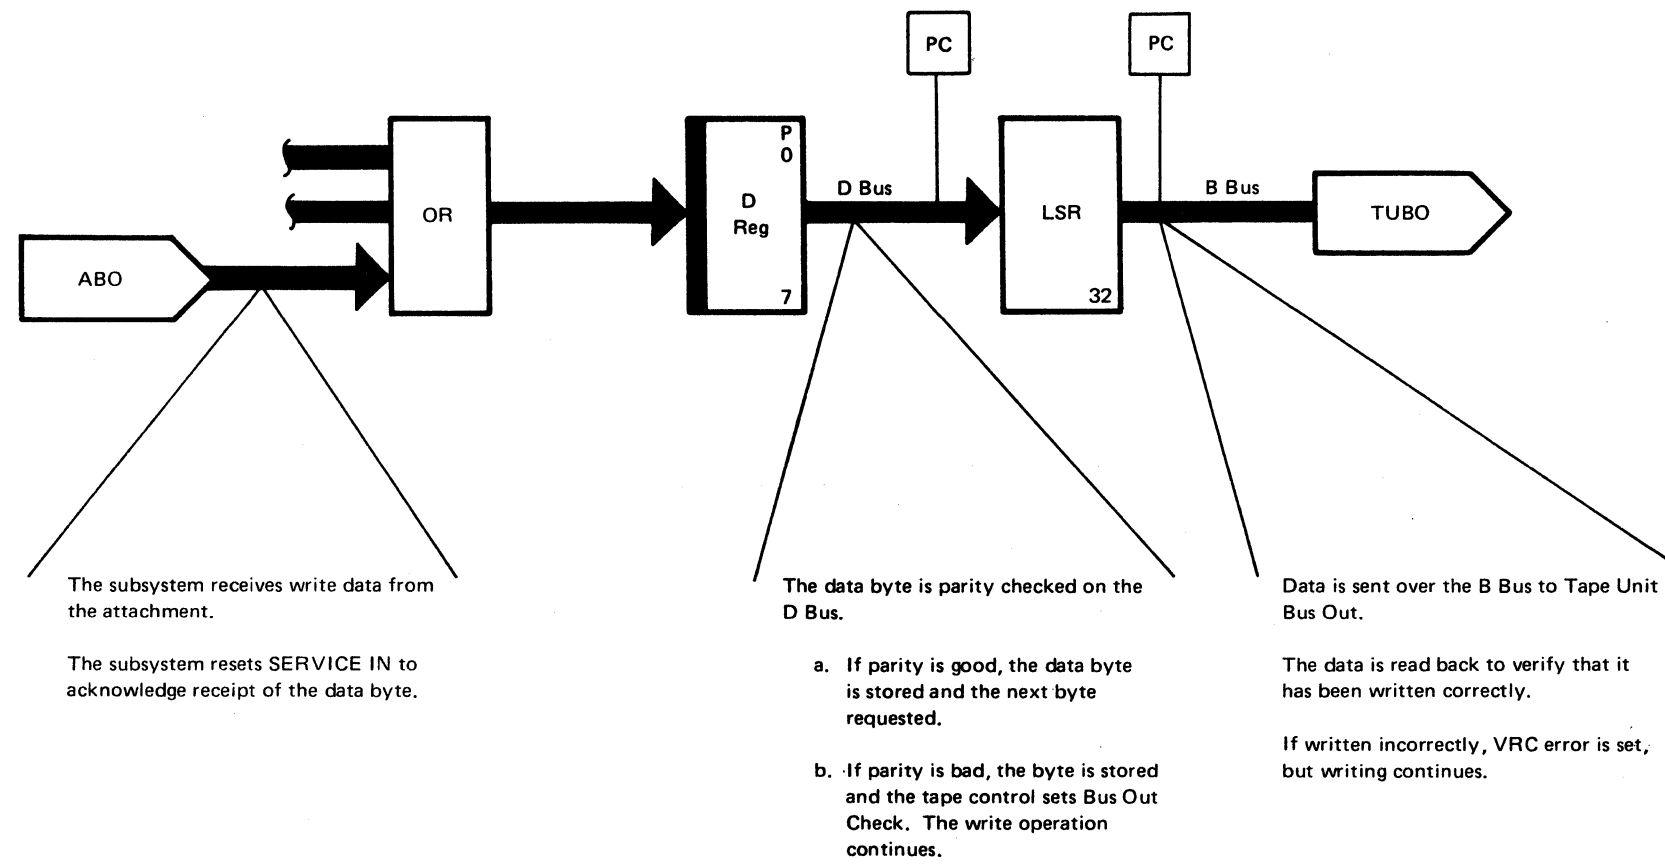 PC
PC
P
0
D Bus
B Bus
OR
D
Reg
LSR
TUBO
ABO
7
32
The subsystem receives write data from
the attachment.
The subsystem resets SERVICE IN to
acknowledge receipt of the data byte.
The data byte is parity checked on the
D Bus.
a. If parity is good, the data byte
is stored and the next byte
requested.
b. If parity is bad, the byte is stored
and the tape control sets Bus Out
Check. The write operation
continues.
Data is sent over the B Bus to Tape Unit
Bus Out.
The data is read back to verify that it
has been written correctly.
If written incorrectly, VRC error is set,
but writing continues.